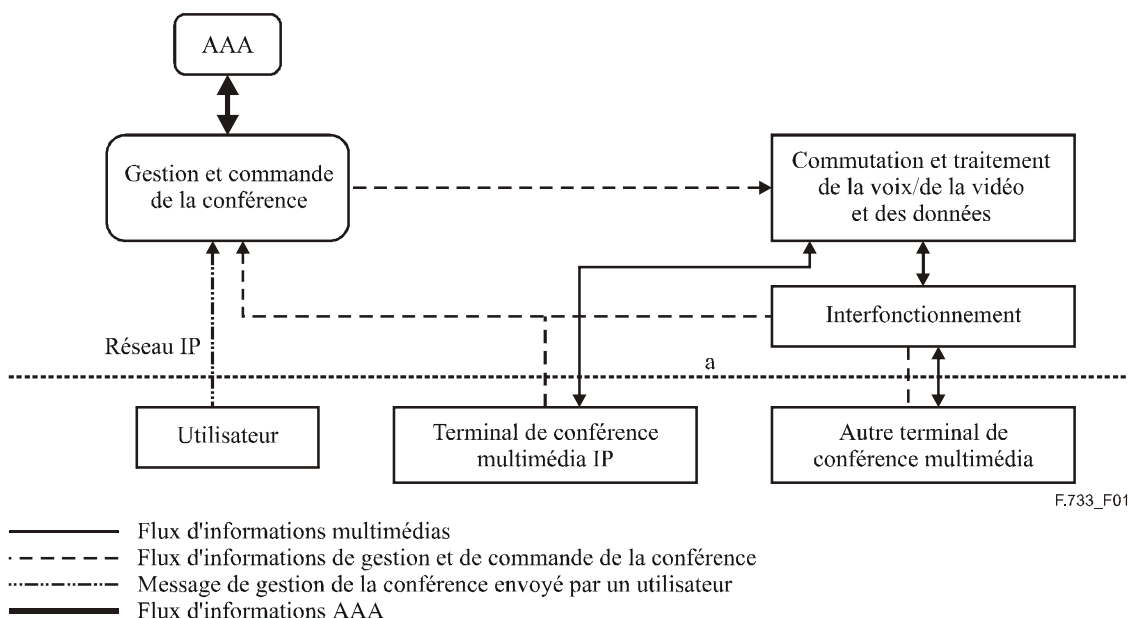 AAA
Gestion et commande
de la conférence
Commutation et traitement
de la voix/de la vidéo
et des données
Interfonctionnement
Réseau IP
a
Utilisateur
Terminal de conférence
multimédia IP
Autre terminal de
conférence multimédia
F.733_F01
Flux d'informations multimédias
Flux d'informations de gestion et de commande de la conférence
Message de gestion de la conférence envoyé par un utilisateur
Flux d'informations AAA